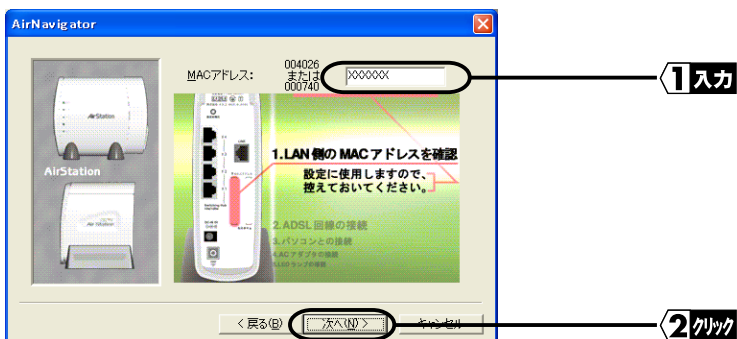 AirNavigator
MACアドレス:
004026
または
000740
XXXXXX
1 入力
AirStation
AirStation
1.LAN側のMACアドレスを確認
設定に使用しますので、
控えておいてください。
2.ADSL回線の接続
3.パソコンとの接続
4.ACアダプタの接続
5.LEDランプの確認
< 戻る(B)
次へ(N) >
キャンセル
2 クリック